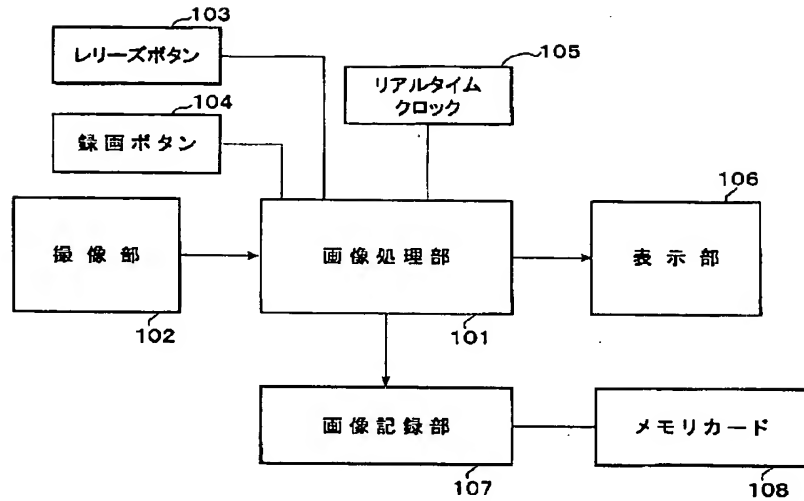 103
レリーズボタン
104
録画ボタン
105
リアルタイム
クロック
106
撮像部
画像処理部
表示部
102
101
画像記録部
メモリカード
107
108